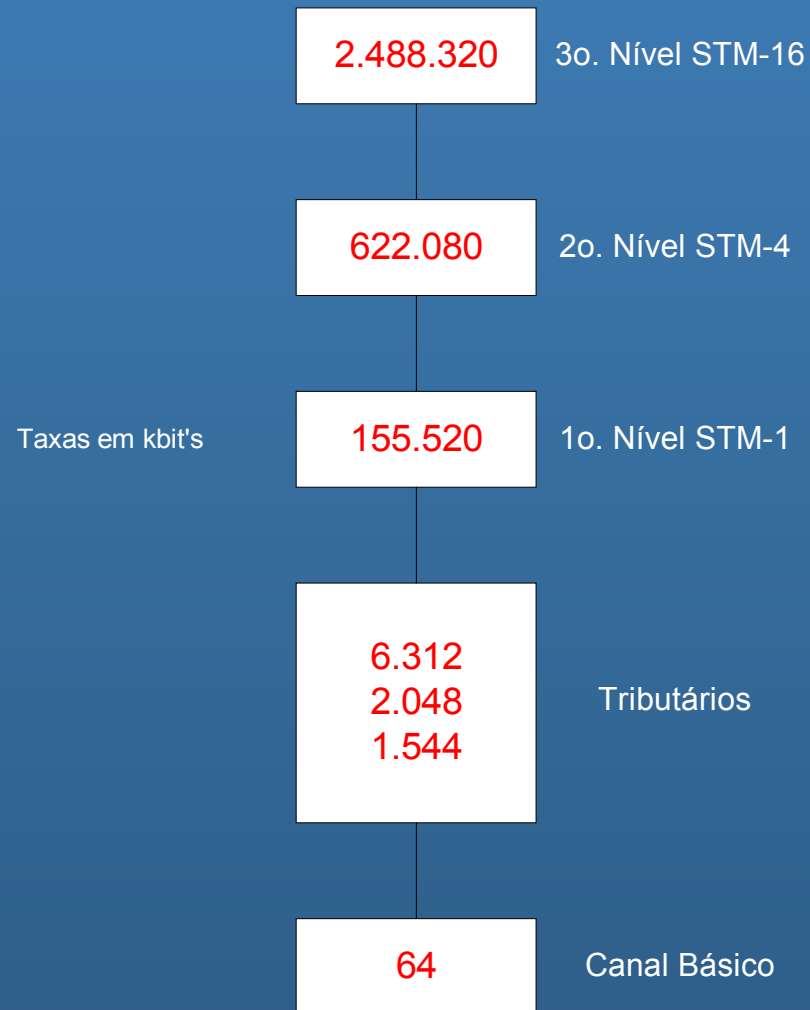 2.488.320 3o. Nível STM-16
622.080 2o. Nível STM-4
Taxas em kbit's 155.520 1o. Nível STM-1
6.312
2.048 Tributários
1.544
64 Canal Básico